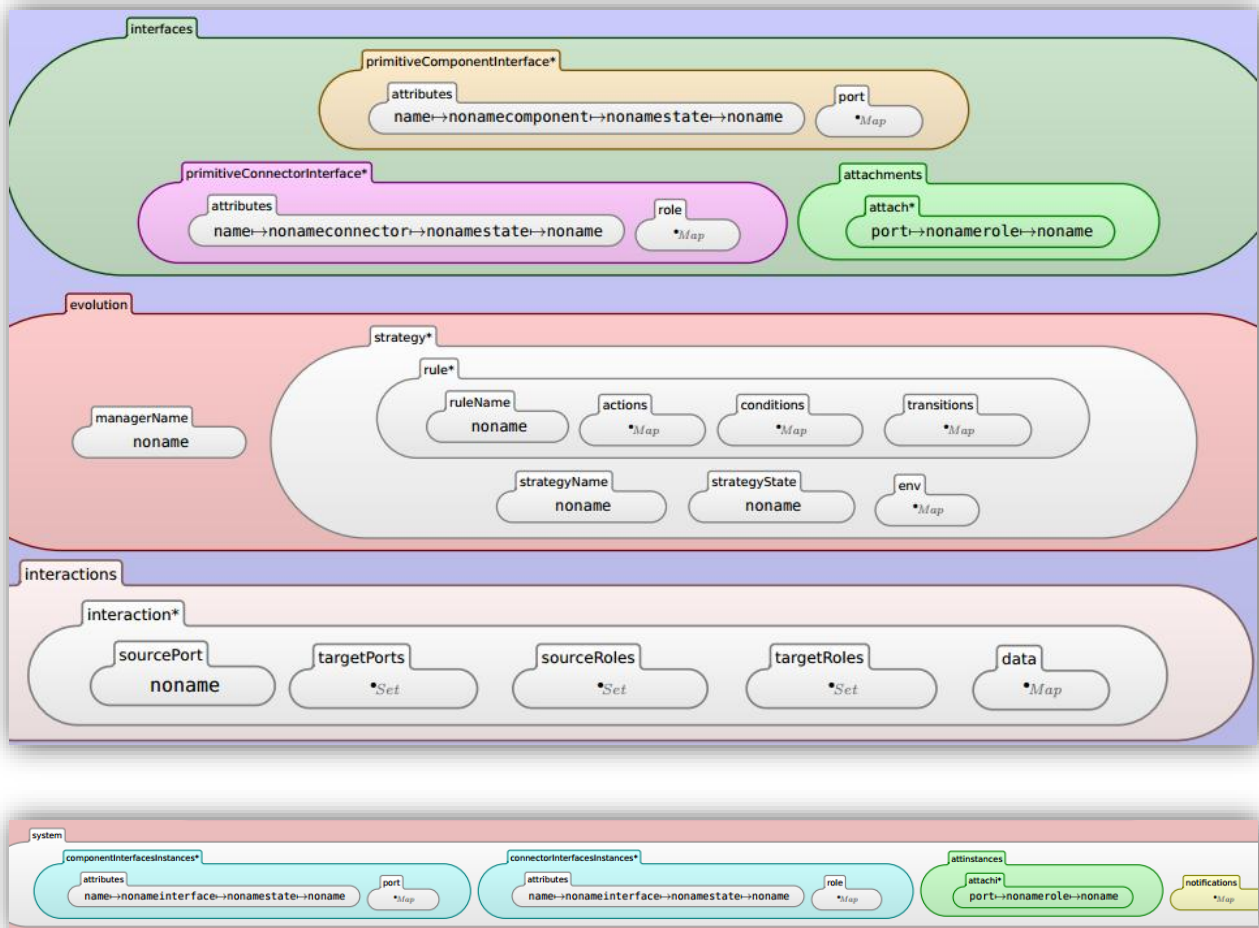 interfaces
primitiveComponentInterface*
attributes
port
name↦nonamecomponent↦nonamestate↦noname
•Map
primitiveConnectorInterface*
attachments
attributes
role
attach*
name↦nonameconnector↦nonamestate↦noname
•Map
port↦nonamerole↦noname
evolution
strategy*
rule*
ruleName
actions
conditions
transitions
managerName
noname
•Map
•Map
•Map
noname
strategyName
strategyState
env
noname
noname
•Map
interactions
interaction*
sourcePort
targetPorts
sourceRoles
targetRoles
data
noname
•Set
•Set
•Set
•Map
system
componentInterfacesInstances*
connectorInterfacesInstances*
attinstances
attributes
port
attributes
role
attachi*
notifications
name↦nonameinterface↦nonamestate↦noname
•Map
name↦nonameinterface↦nonamestate↦noname
•Map
port↦nonamerole↦noname
•Map